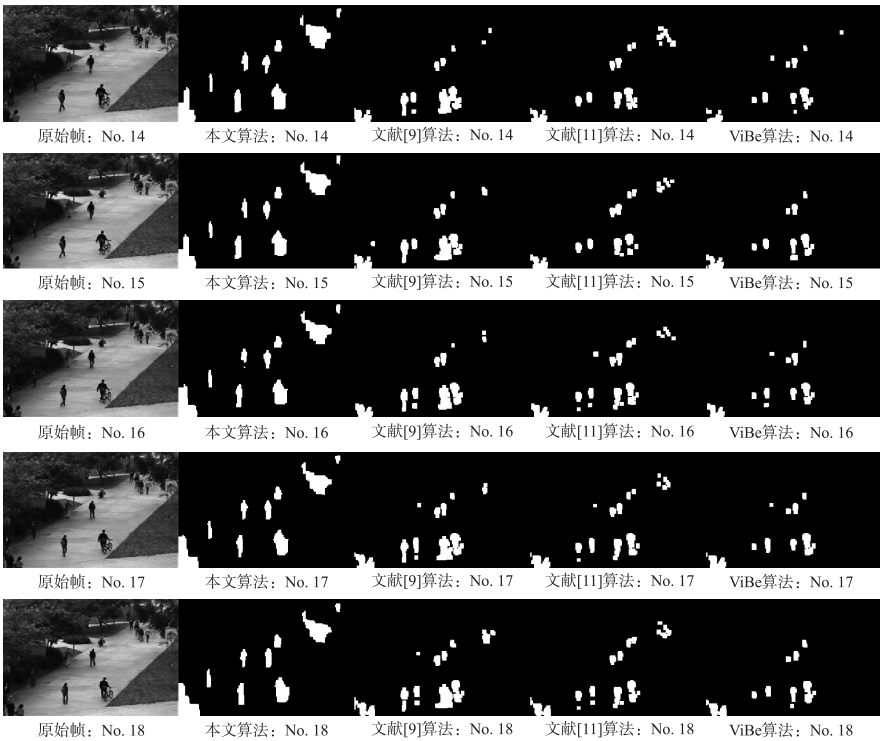 原始帧：No. 14 本文算法：No. 14 文献[9]算法：No. 14 文献[11]算法：No. 14 ViBe算法：No. 14
原始帧：No. 15 本文算法：No. 15 文献[9]算法：No. 15 文献[11]算法：No. 15 ViBe算法：No. 15
原始帧：No. 16 本文算法：No. 16 文献[9]算法：No. 16 文献[11]算法：No. 16 ViBe算法：No. 16
原始帧：No. 17 本文算法：No. 17 文献[9]算法：No. 17 文献[11]算法：No. 17 ViBe算法：No. 17
原始帧：No. 18 本文算法：No. 18 文献[9]算法：No. 18 文献[11]算法：No. 18 ViBe算法：No. 18